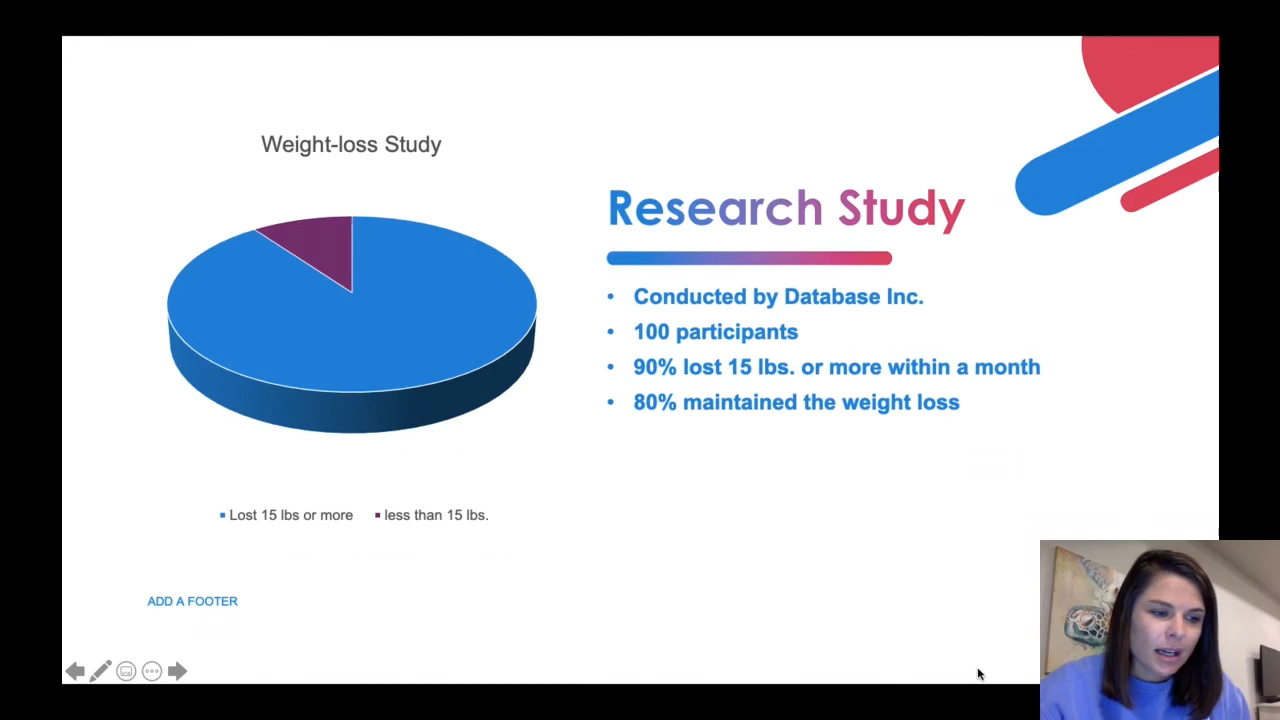 Weight-loss Study
Lost 15 lbs or more less than 15 lbs.
Research Study
• Conducted by Database Inc.
• 100 participants
• 90% lost 15 lbs. or more within a month
• 80% maintained the weight loss
ADD A FOOTER